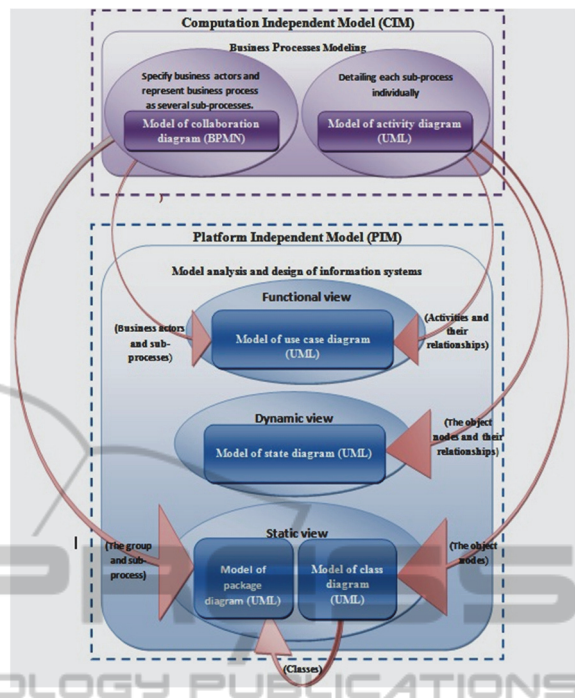 Computation Independent Model (CIM)
Business Processes Modeling
Specify business actors and
represent business process
as several sub-processes.
Model of collaboration
diagram (BPMN)
Detailing each sub-process
individually
Model of activity diagram
(UML)
Platform Independent Model (PIM)
Model analysis and design of information systems
Functional view
Model of use case diagram
(UML)
(Business actors
and sub-
processes)
(Activities and
their
relationships)
Dynamic view
Model of state diagram (UML)
(The object
nodes and their
relationships)
Static view
(The group
and sub-
process)
Model of
package
diagram (UML)
Model of class
diagram
(UML)
(The object
nodes)
(Classes)
PRESS
OLOGY PUBLICATIONS